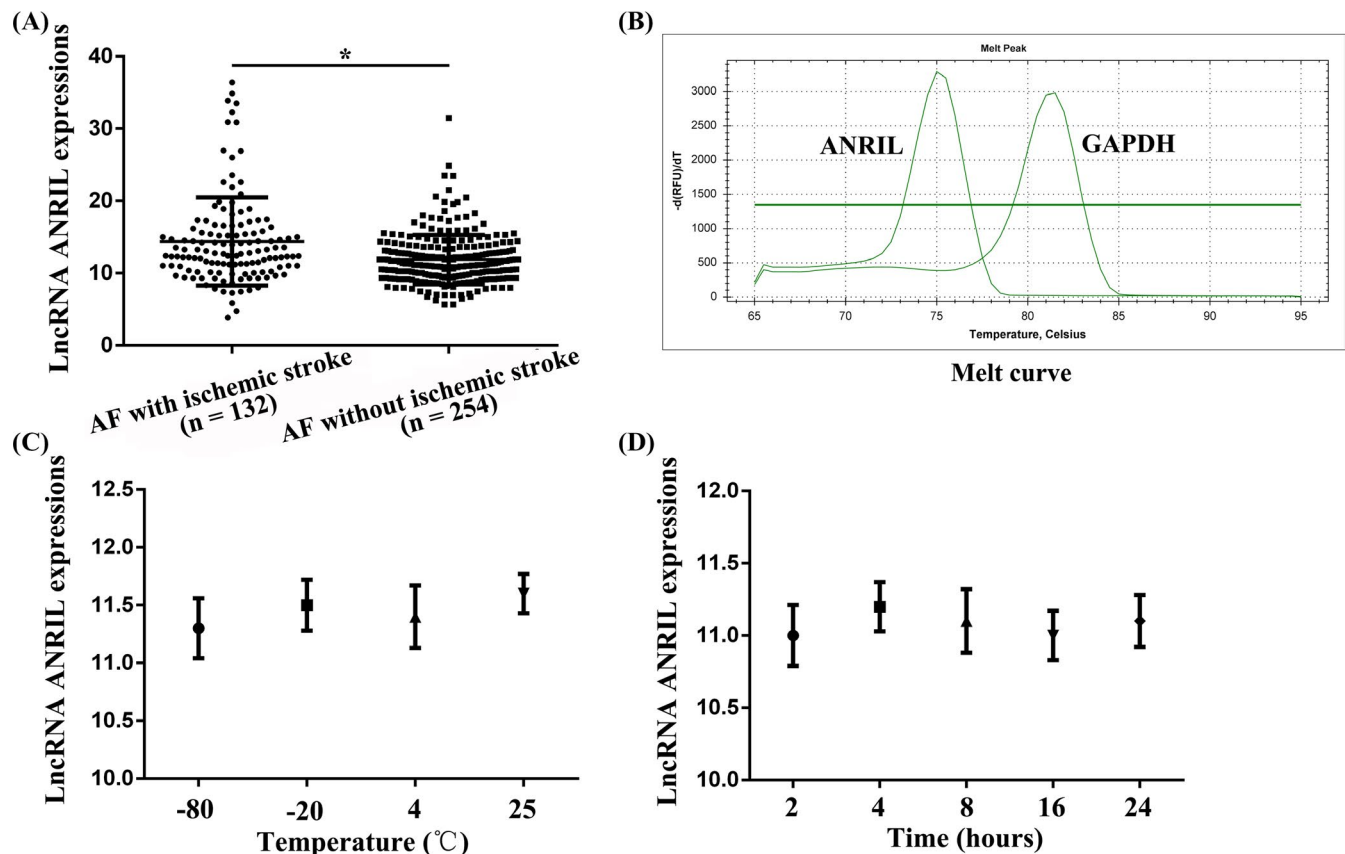 (A)
LncRNA ANRIL expressions
40
30
20
10
0
*
AF with ischemic stroke
(n = 132)
AF without ischemic stroke
(n = 254)
(B)
Melt Peak
-d(RFU)/dT
3000
2500
2000
1500
1000
500
0
ANRIL
GAPDH
65 70 75 80 85 90 95
Temperature, Celsius
Melt curve
(C)
LncRNA ANRIL expressions
12.5
12.0
11.5
11.0
10.5
10.0
-80 -20 4 25
Temperature (℃)
(D)
LncRNA ANRIL expressions
12.0
11.5
11.0
10.5
10.0
2 4 8 16 24
Time (hours)